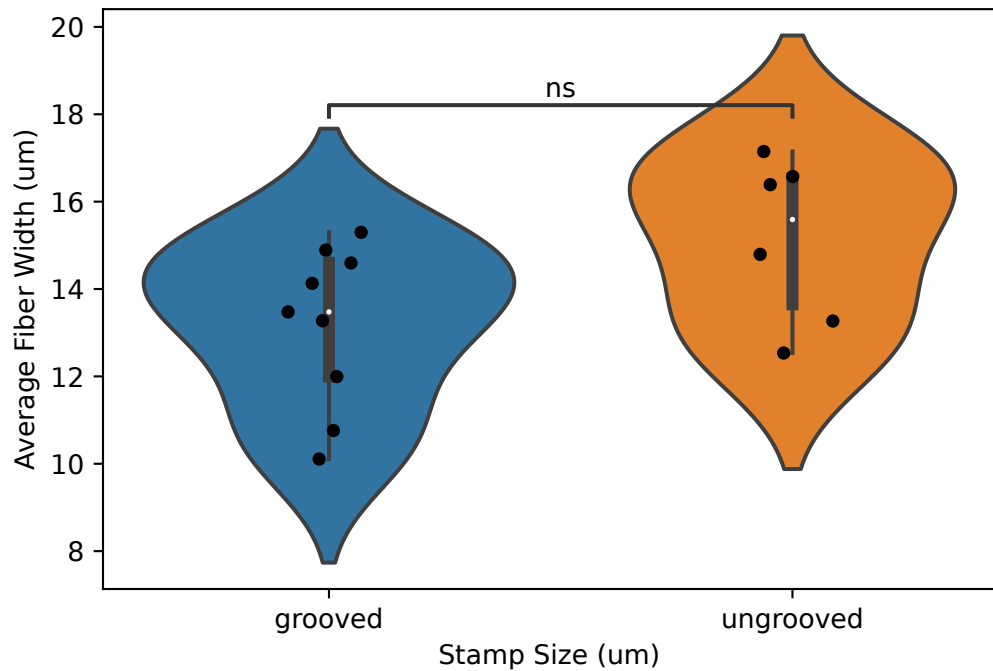 20
18
16
14
12
10
8
Average Fiber Width (um)
ns
grooved
ungrooved
Stamp Size (um)